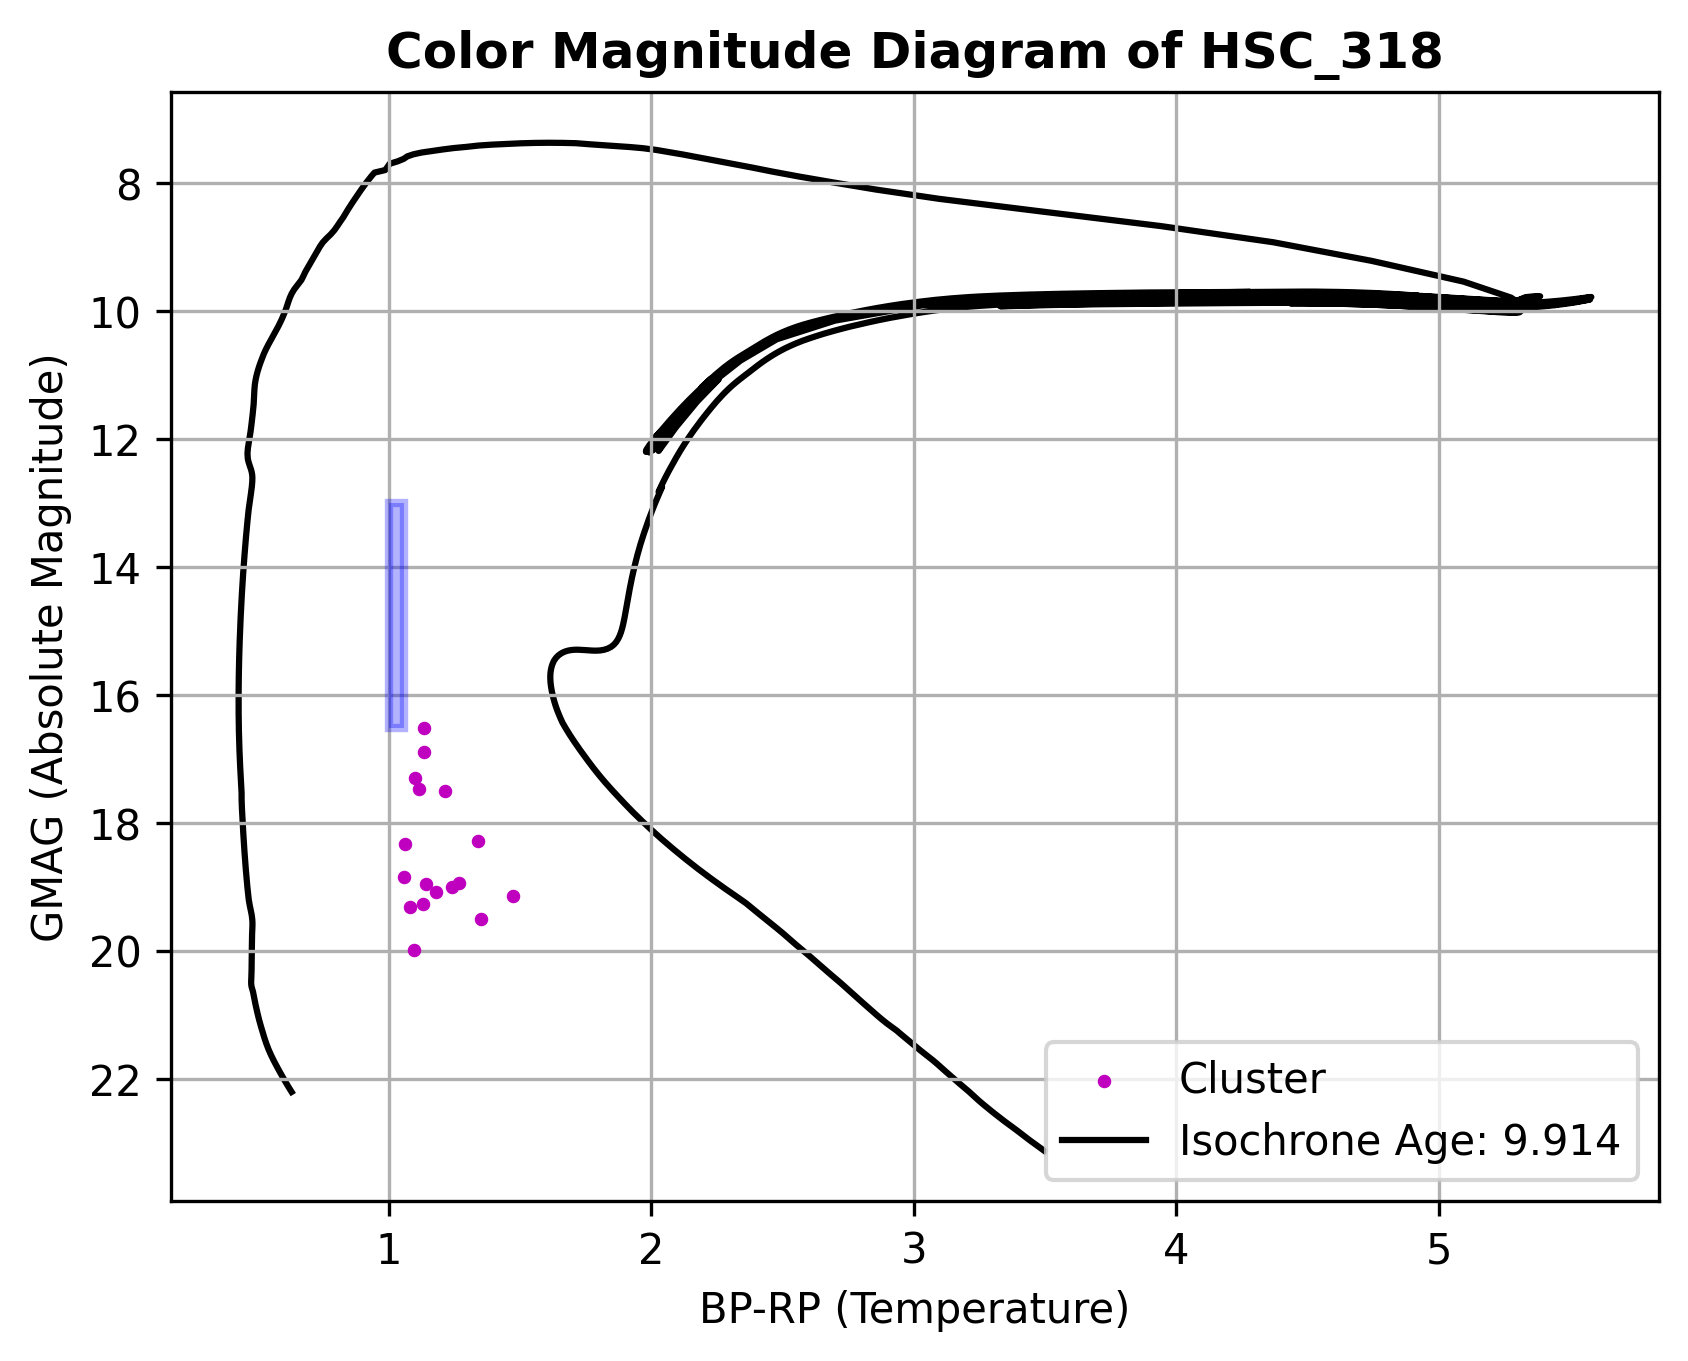 Color Magnitude Diagram of HSC_318
GMAG (Absolute Magnitude)
8
10
12
14
16
18
20
22
Cluster
Isochrone Age: 9.914
1 2 3 4 5
BP-RP (Temperature)